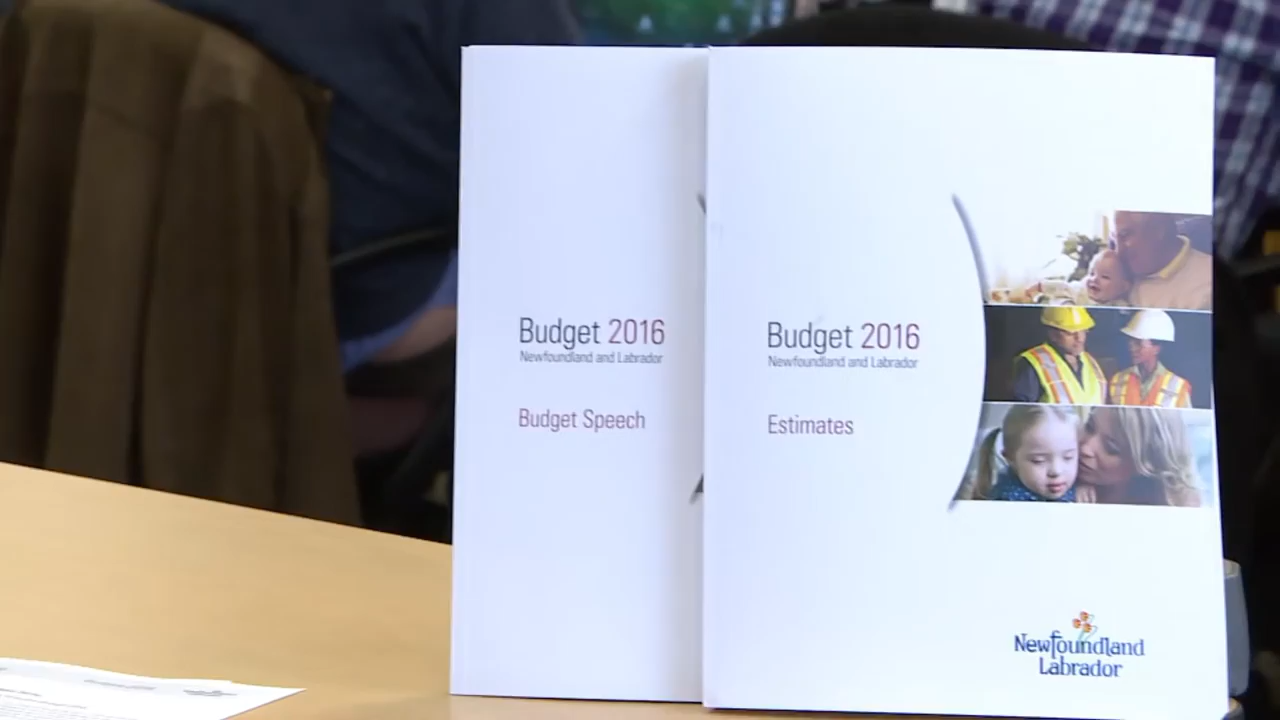 Budget 2016
Newfoundland and Labrador
Budget Speech
Budget 2016
Newfoundland and Labrador
Estimates
Newfoundland
Labrador